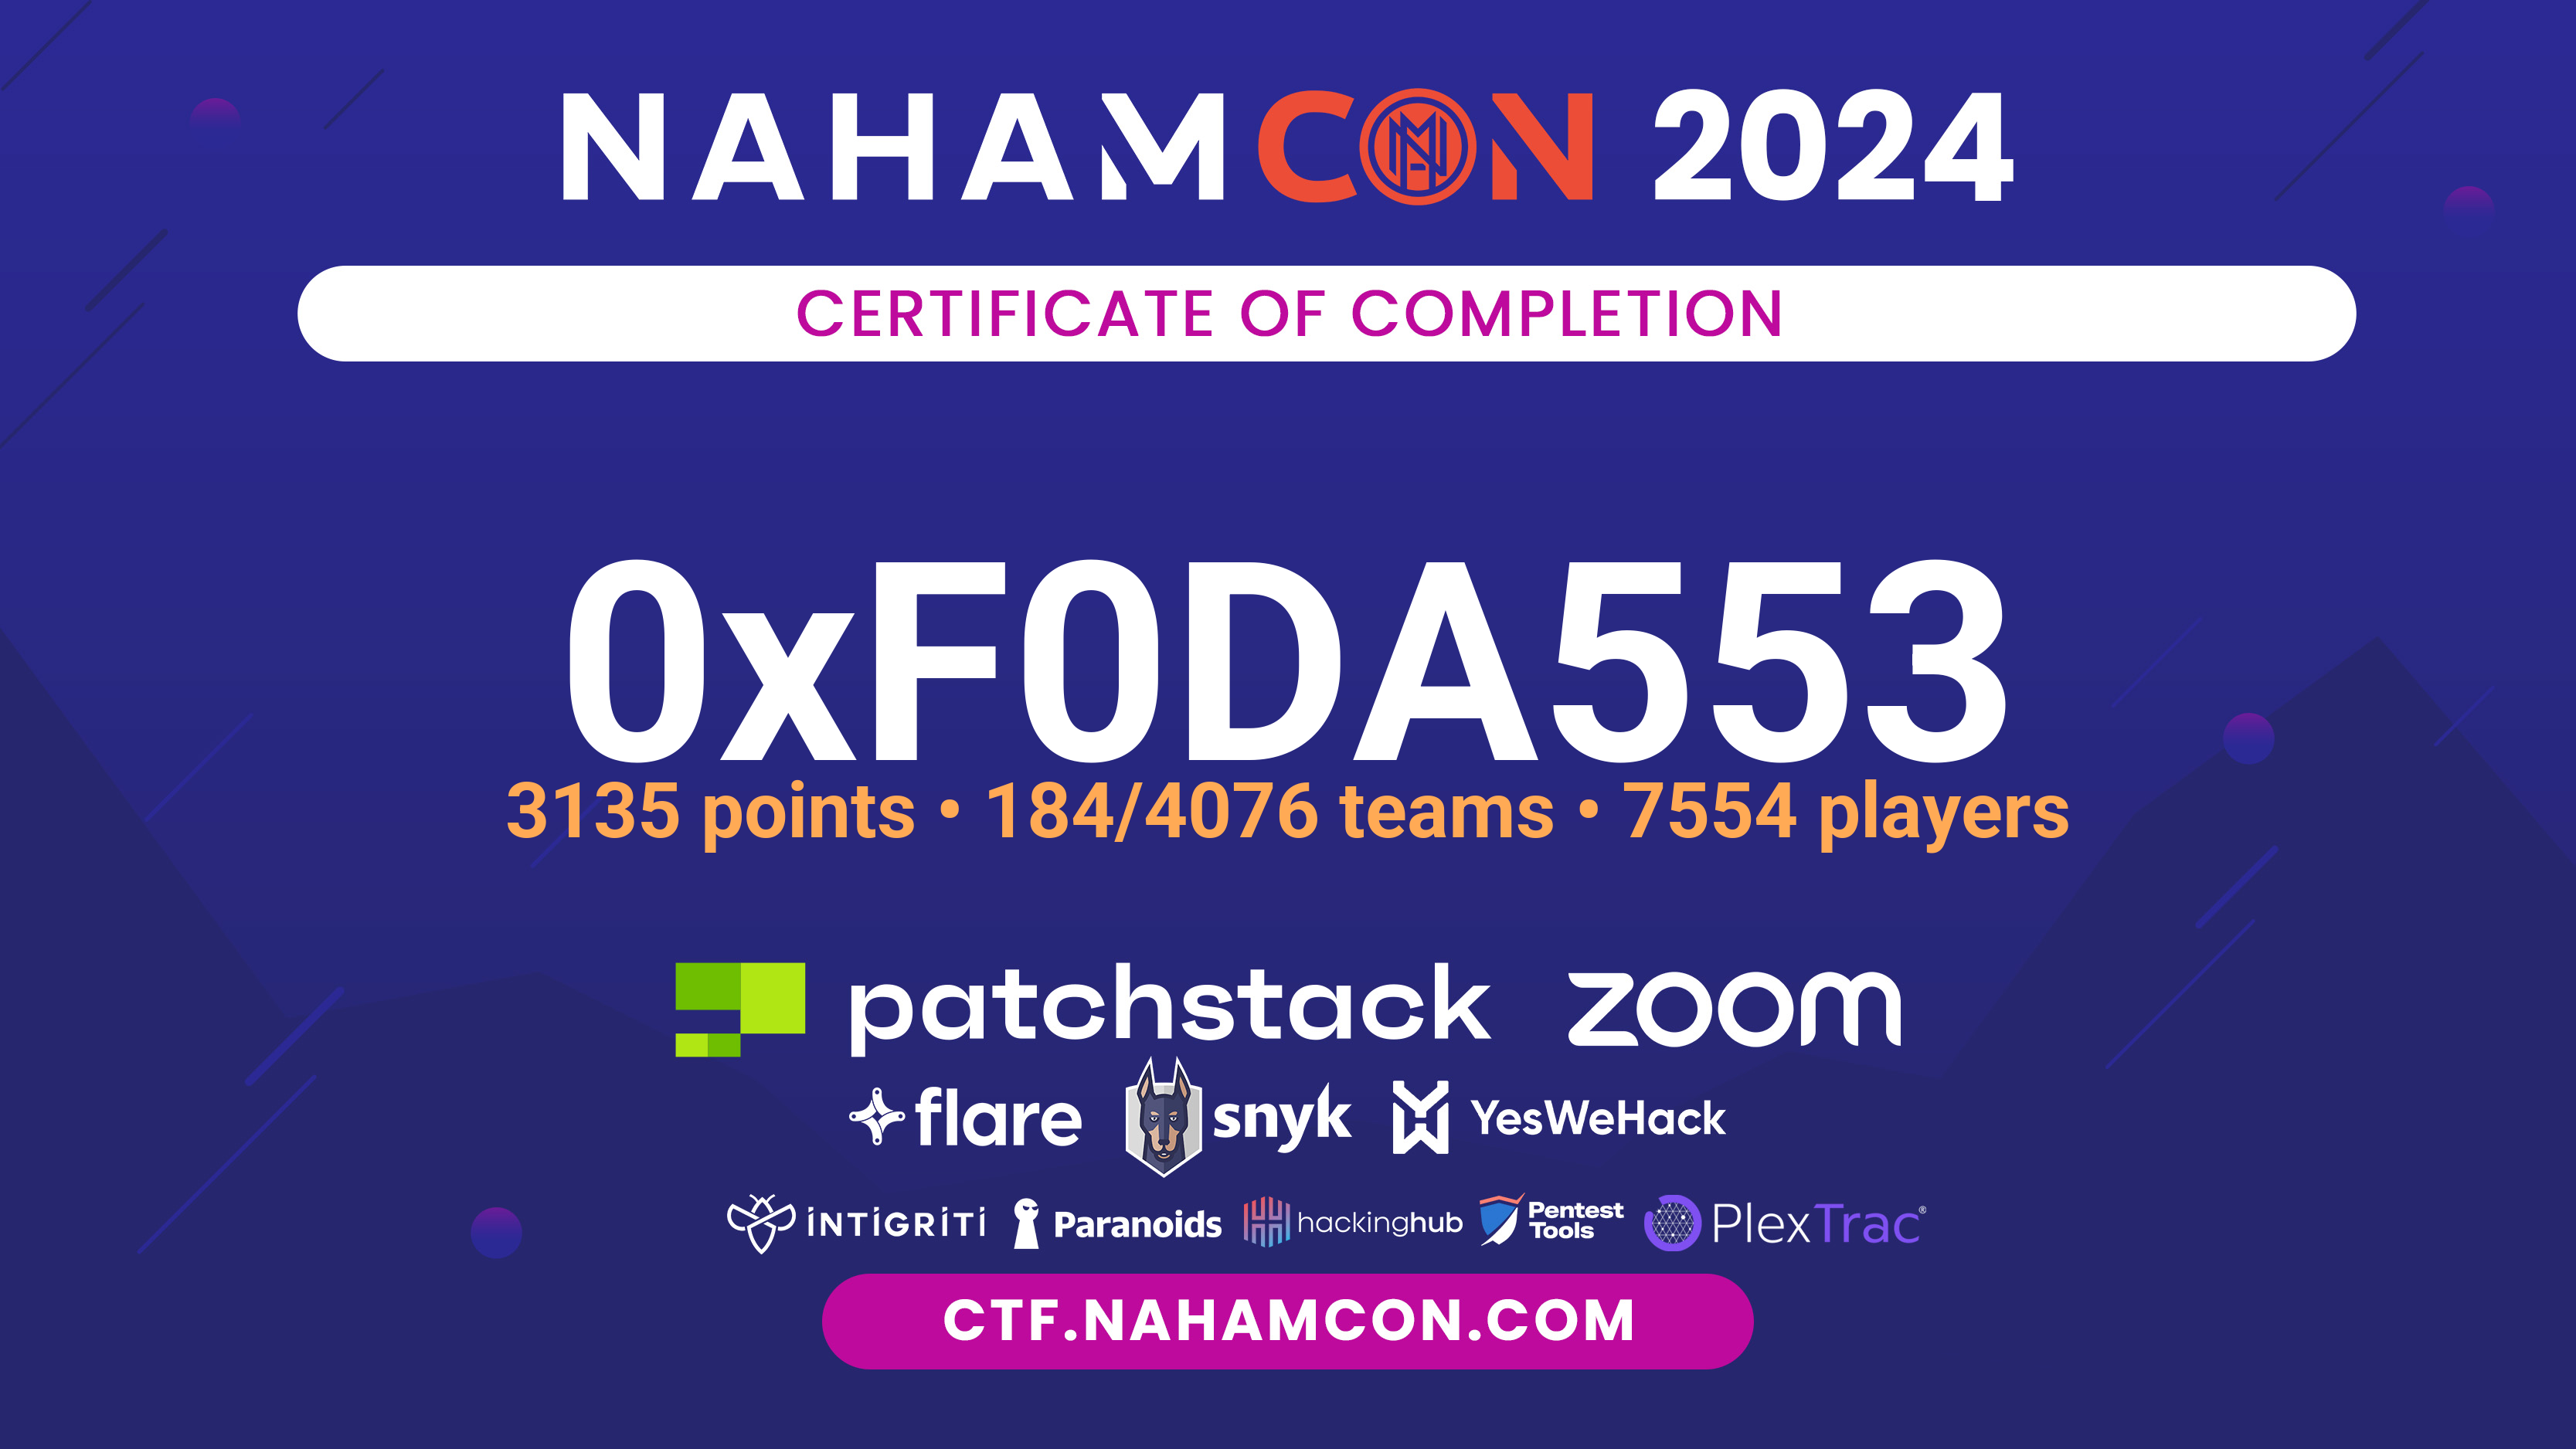 NAHAMCON 2024
CERTIFICATE OF COMPLETION
0xF0DA553
3135 points • 184/4076 teams • 7554 players
patchstack zoom
flare snyk YesWeHack
INTIGRITI Paranoids hackinghub Pentest Tools PlexTrac®
CTF.NAHAMCON.COM